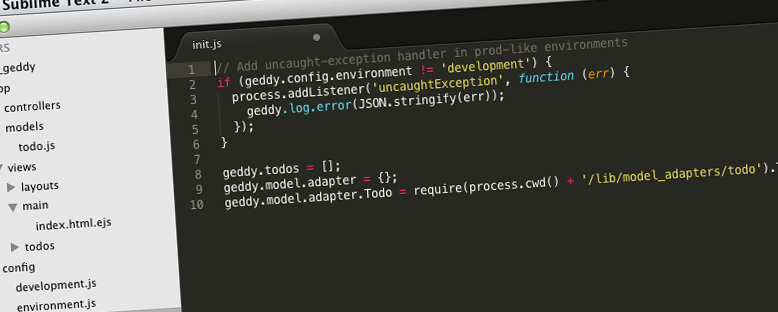 Sublime Text 2
RS
_geddy
pp
controllers
models
todo.js
views
layouts
main
index.html.ejs
todos
config
development.js
environment.js
init.js
1 // Add uncaught-exception handler in prod-like environments
2 if (geddy.config.environment != 'development') {
3 process.addListener('uncaughtException', function (err) {
4 geddy.log.error(JSON.stringify(err));
5 });
6 }
7
8 geddy.todos = [];
9 geddy.model.adapter = {};
10 geddy.model.adapter.Todo = require(process.cwd() + '/lib/model_adapters/todo').